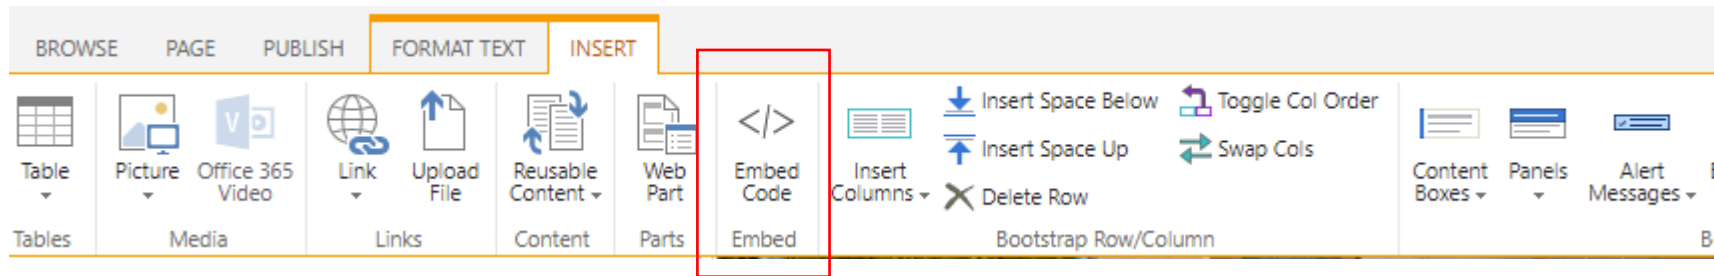 BROWSE PAGE PUBLISH FORMAT TEXT INSERT
Table
Picture
Office 365
Video
Link
Upload
File
Reusable
Content
Web
Part
</>
Embed
Code
Insert
Columns
Insert Space Below
Insert Space Up
Delete Row
Toggle Col Order
Swap Cols
Content
Boxes
Panels
Alert
Messages
Tables Media Links Content Parts Embed Bootstrap Row/Column